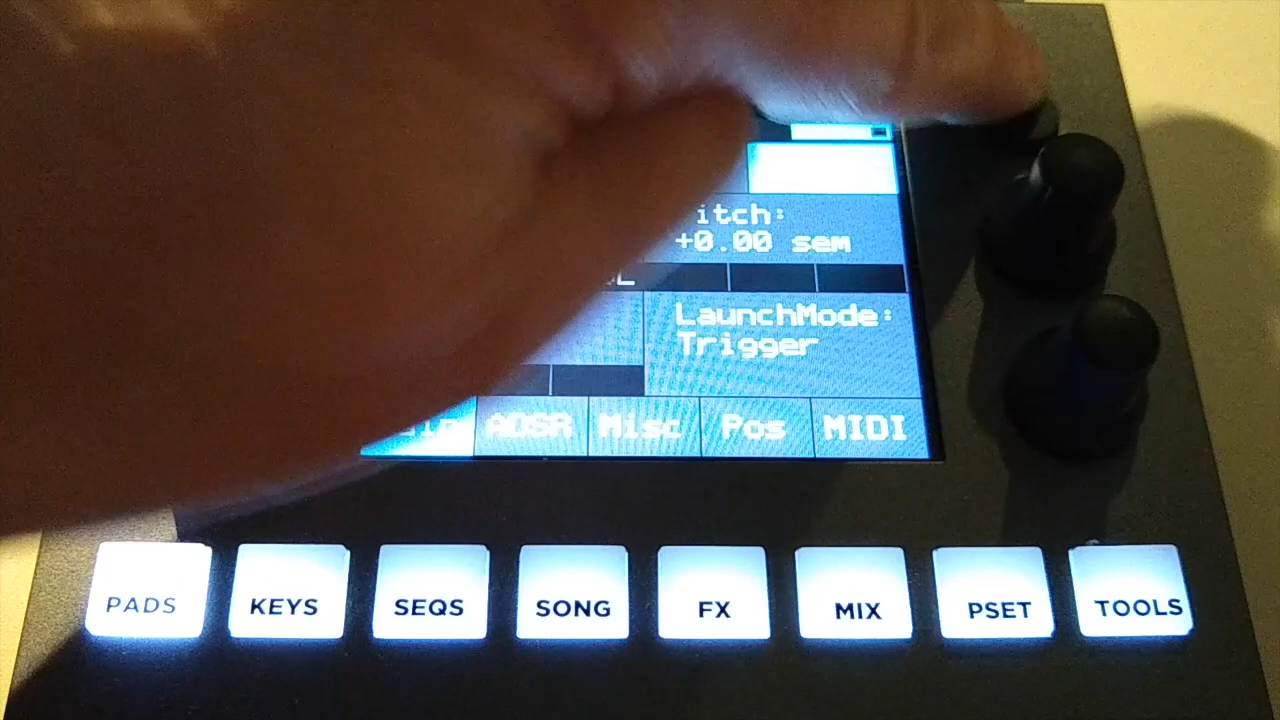 itch:
+0.00 sem
LaunchMode:
Trigger
ADSR Misc Pos MIDI
PADS KEYS SEQS SONG FX MIX PSET TOOLS